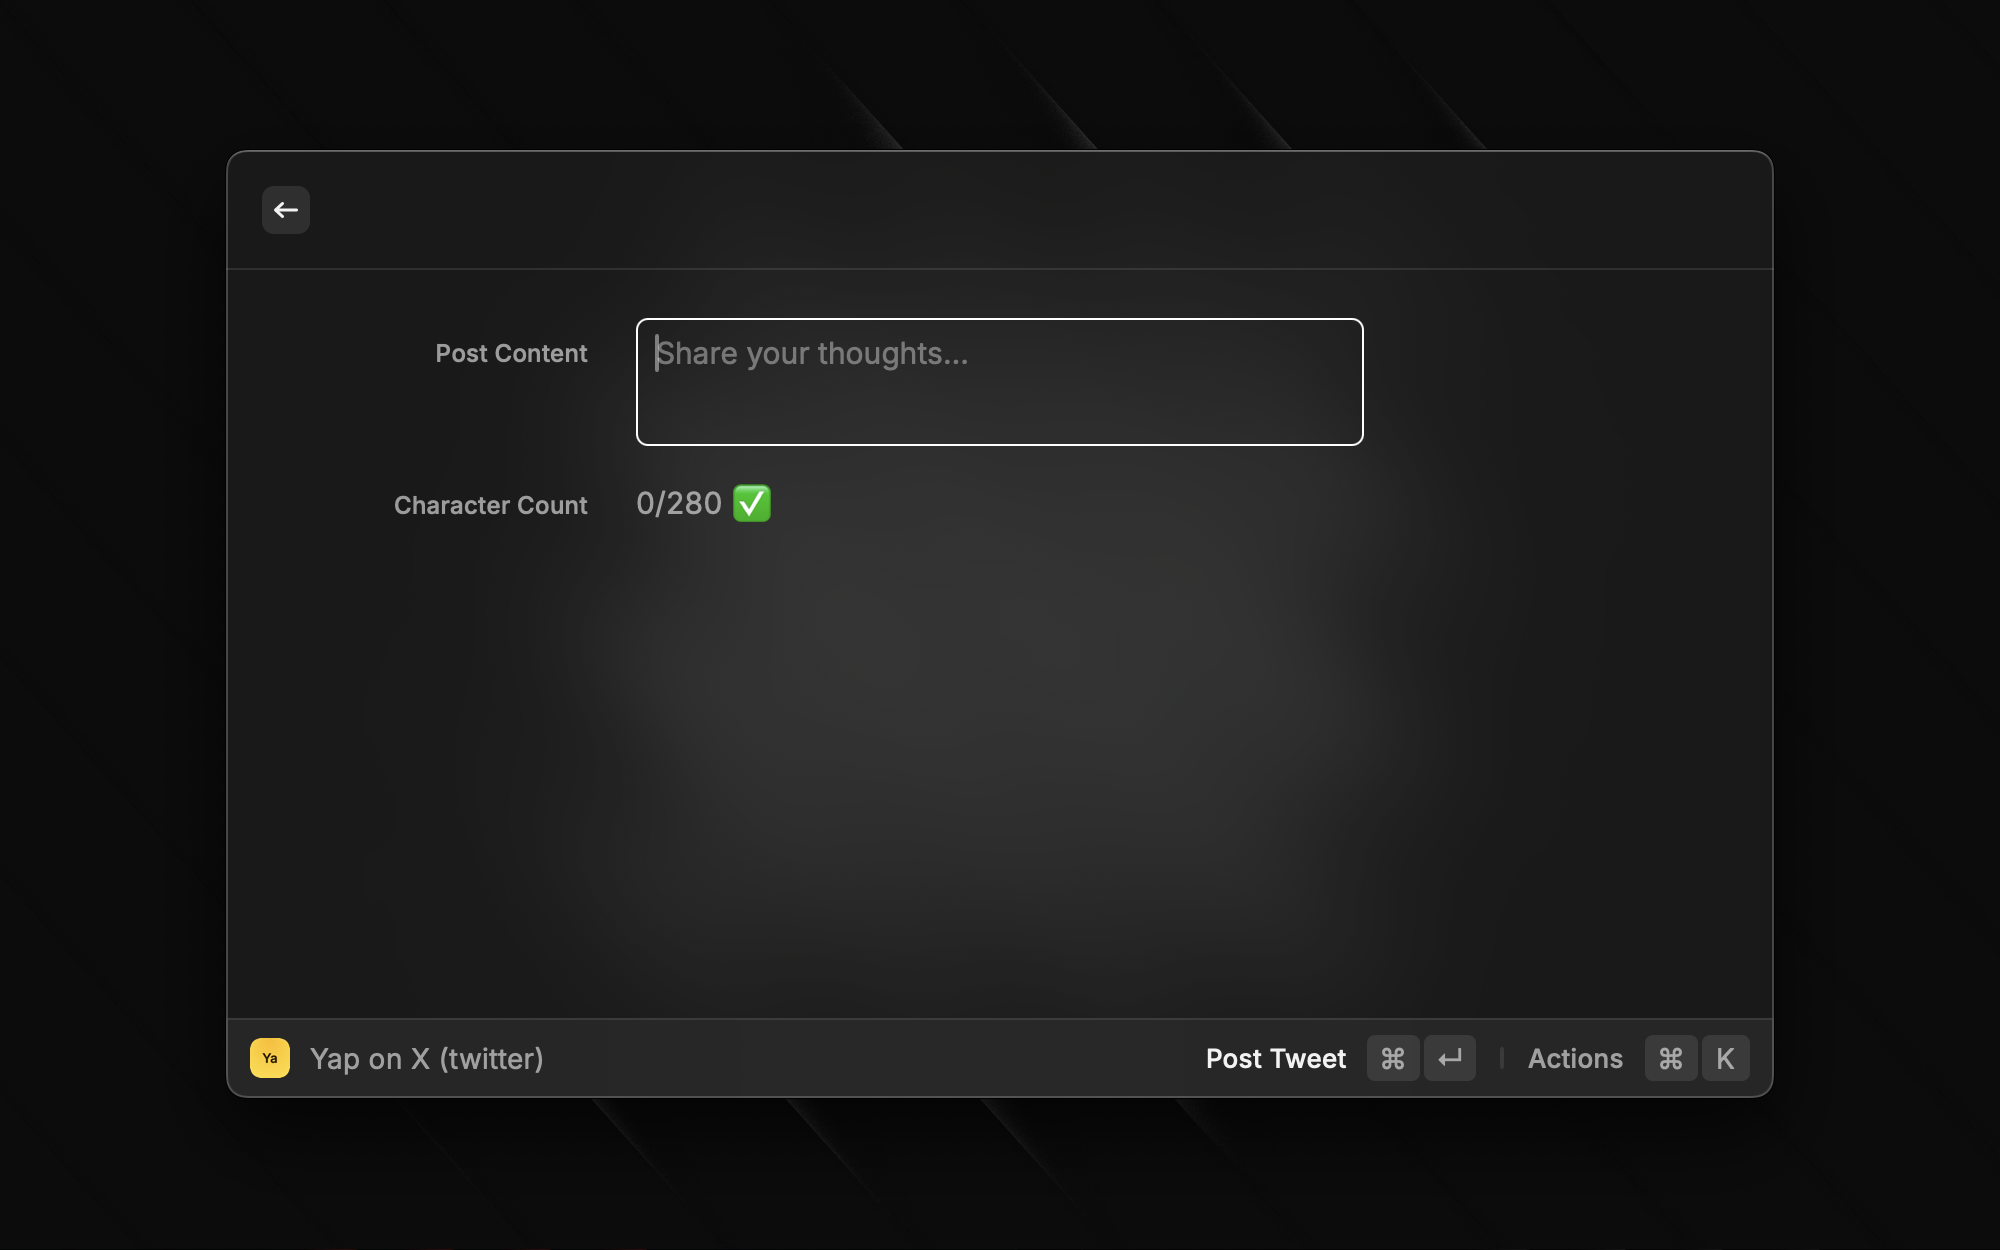 Post Content
Share your thoughts...
Character Count
0/280 ✅
Ya
Yap on X (twitter)
Post Tweet ⌘ ↵
Actions ⌘ K